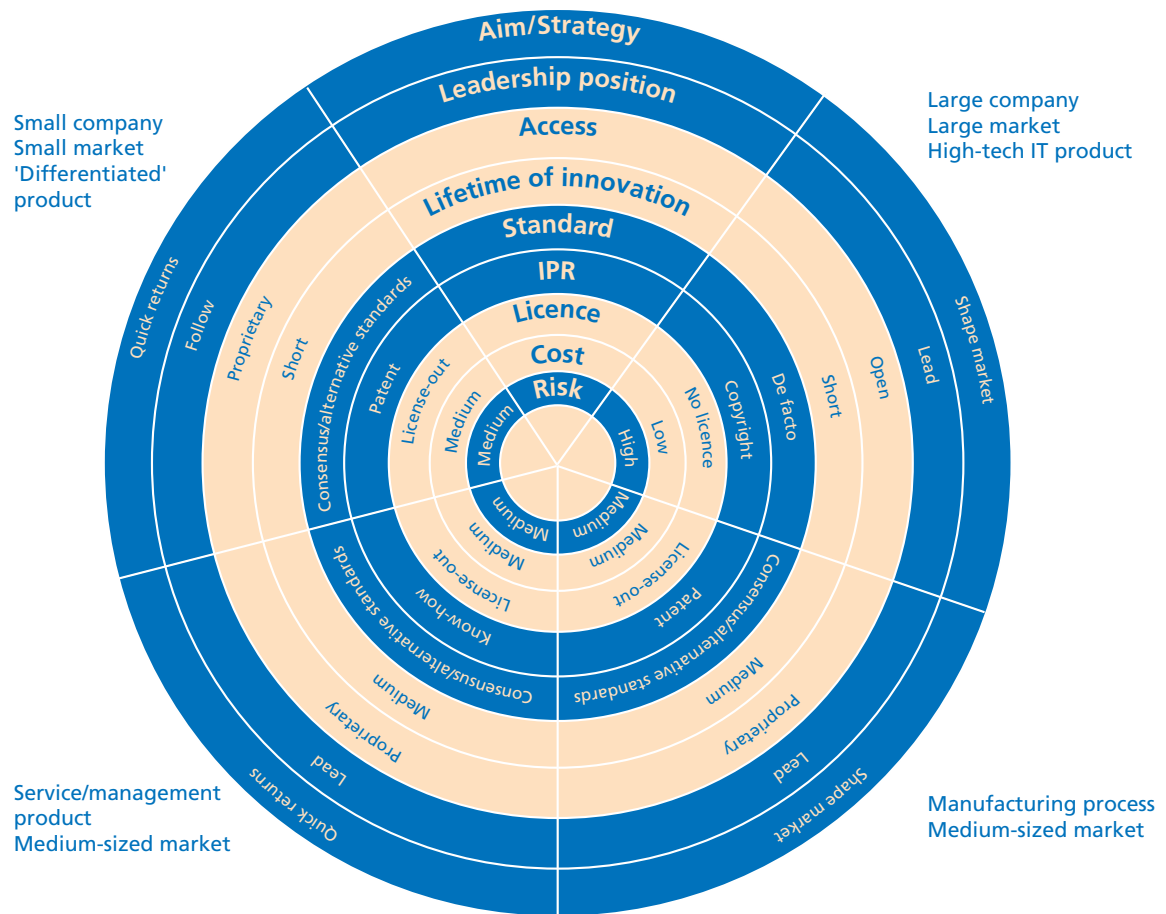 Aim/Strategy
Leadership position
Access
Lifetime of innovation
Standard
IPR
Licence
Cost
Risk
Small company
Small market
'Differentiated'
product
Large company
Large market
High-tech IT product
Quick returns
Follow
Proprietary
Short
Consensus/alternative standards
Patent
License-out
Medium
Medium
High
Low
No licence
Copyright
De facto
Short
Open
Lead
Shape market
Medium
Medium
License-out
Know-how
Consensus/alternative standards
Medium
Proprietary
Lead
Quick returns
Medium
Medium
License-out
Patent
Consensus/alternative standards
Medium
Proprietary
Lead
Shape market
Service/management
product
Medium-sized market
Manufacturing process
Medium-sized market